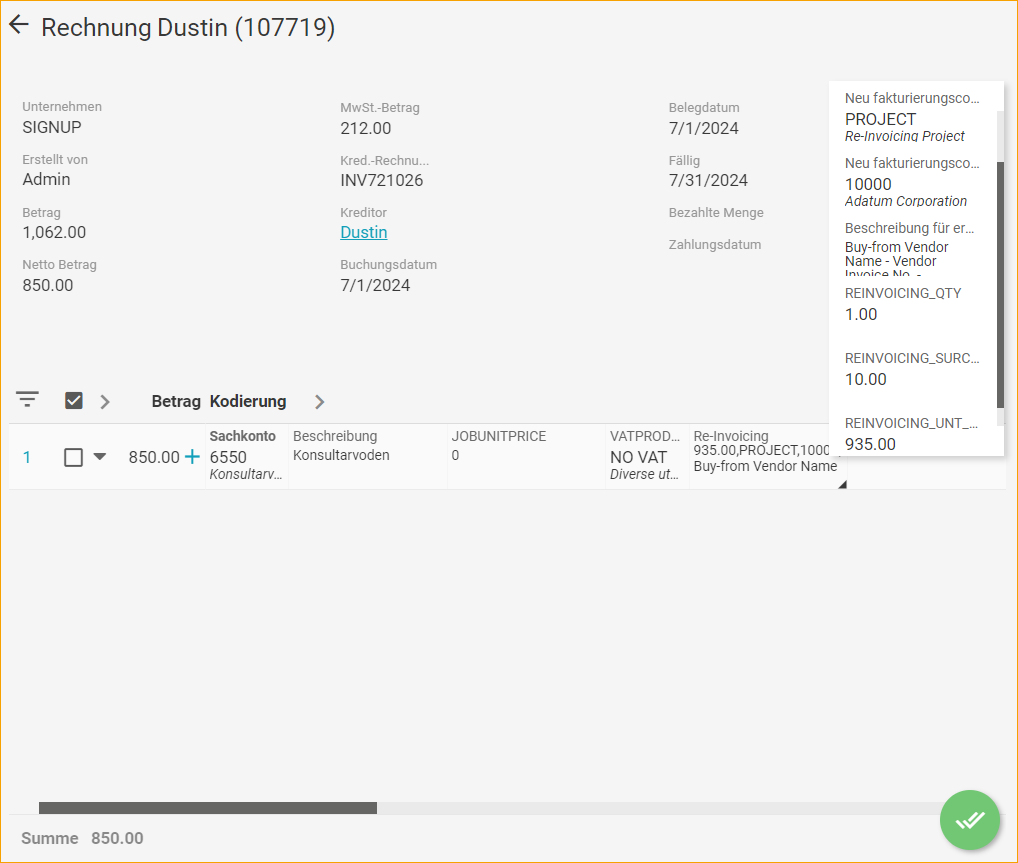 Rechnung Dustin (107719)
Unternehmen
SIGNUP
Erstellt von
Admin
Betrag
1,062.00
Netto Betrag
850.00
MwSt.-Betrag
212.00
Kred.-Rechnu...
INV721026
Kreditor
Dustin
Buchungsdatum
7/1/2024
Belegdatum
7/1/2024
Fällig
7/31/2024
Bezahlte Menge
Zahlungsdatum
Neu fakturierungsco...
PROJECT
Re-Invoicing Project
Neu fakturierungsco...
10000
Adatum Corporation
Beschreibung für er...
Buy-from Vendor
Name - Vendor
Invoice No. -
REINVOICING_QTY
1.00
REINVOICING_SURC...
10.00
REINVOICING_UNT_...
935.00
Betrag Kodierung
1
850.00
Sachkonto
6550
Konsultarv...
Beschreibung
Konsultarvoden
JOBUNITPRICE
0
VATPROD...
NO VAT
Diverse ut...
Re-Invoicing
935.00,PROJECT,1000
Buy-from Vendor Name
Summe 850.00